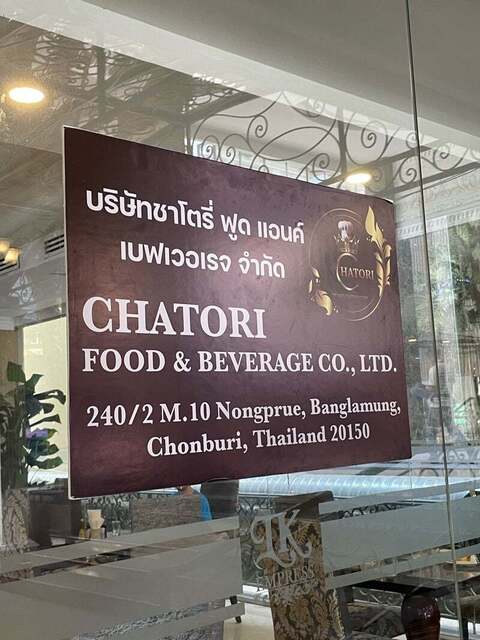 บริษัทชาโตรี่ ฟูด แอนด์
เบฟเวอเรจ จำกัด
CHATORI
CHATORI
FOOD & BEVERAGE CO., LTD.
240/2 M.10 Nongprue, Banglamung,
Chonburi, Thailand 20150
LK
EMPRESS